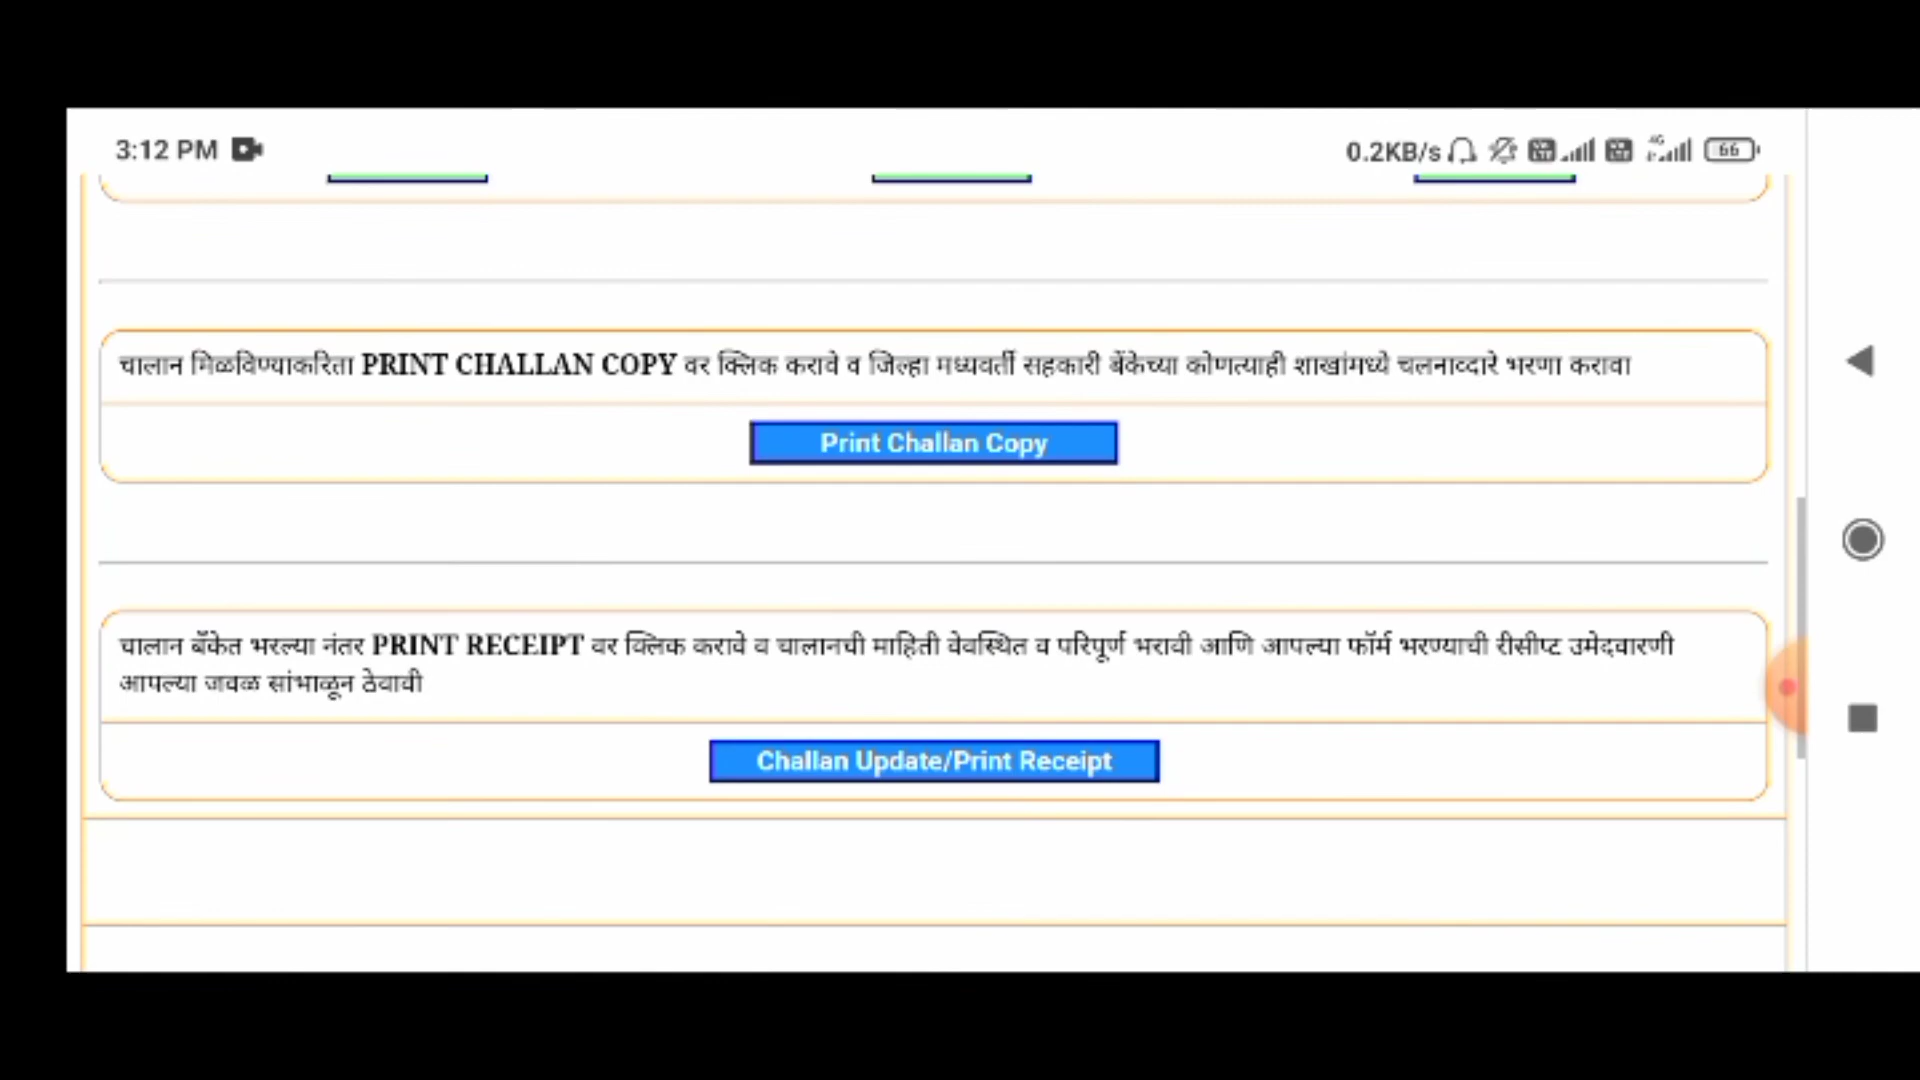 3:12 PM
0.2KB/s
4G
66
चालान मिळविण्याकरिता PRINT CHALLAN COPY वर क्लिक करावे व जिल्हा मध्यवर्ती सहकारी बॅंकेच्या कोणत्याही शाखांमध्ये चलनाव्दारे भरणा करावा
Print Challan Copy
चालान बॅंकेत भरल्या नंतर PRINT RECEIPT वर क्लिक करावे व चालानची माहिती वेवस्थित व परिपूर्ण भरावी आणि आपल्या फॉर्म भरण्याची रीसीप्ट उमेदवारणी
आपल्या जवळ सांभाळून ठेवावी
Challan Update/Print Receipt